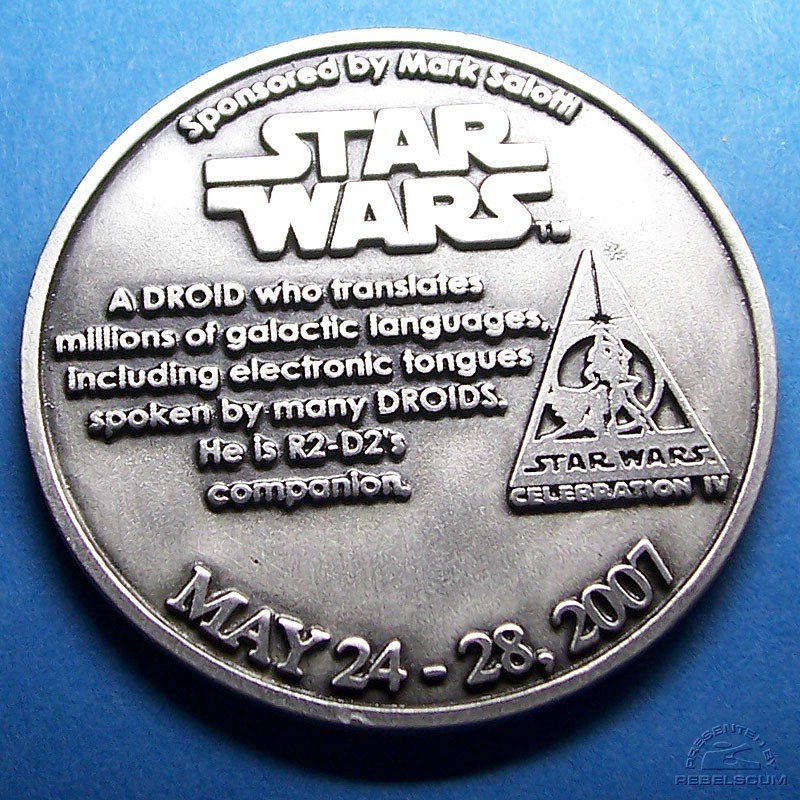 Sponsored by Mark Salotti
STAR
WARS
TM
A DROID who translates
millions of galactic languages,
including electronic tongues
spoken by many DROIDS.
He is R2-D2's
companion.
STAR WARS
CELEBRATION IV
MAY 24 - 28, 2007
PRESENTED BY
REBELSCUM